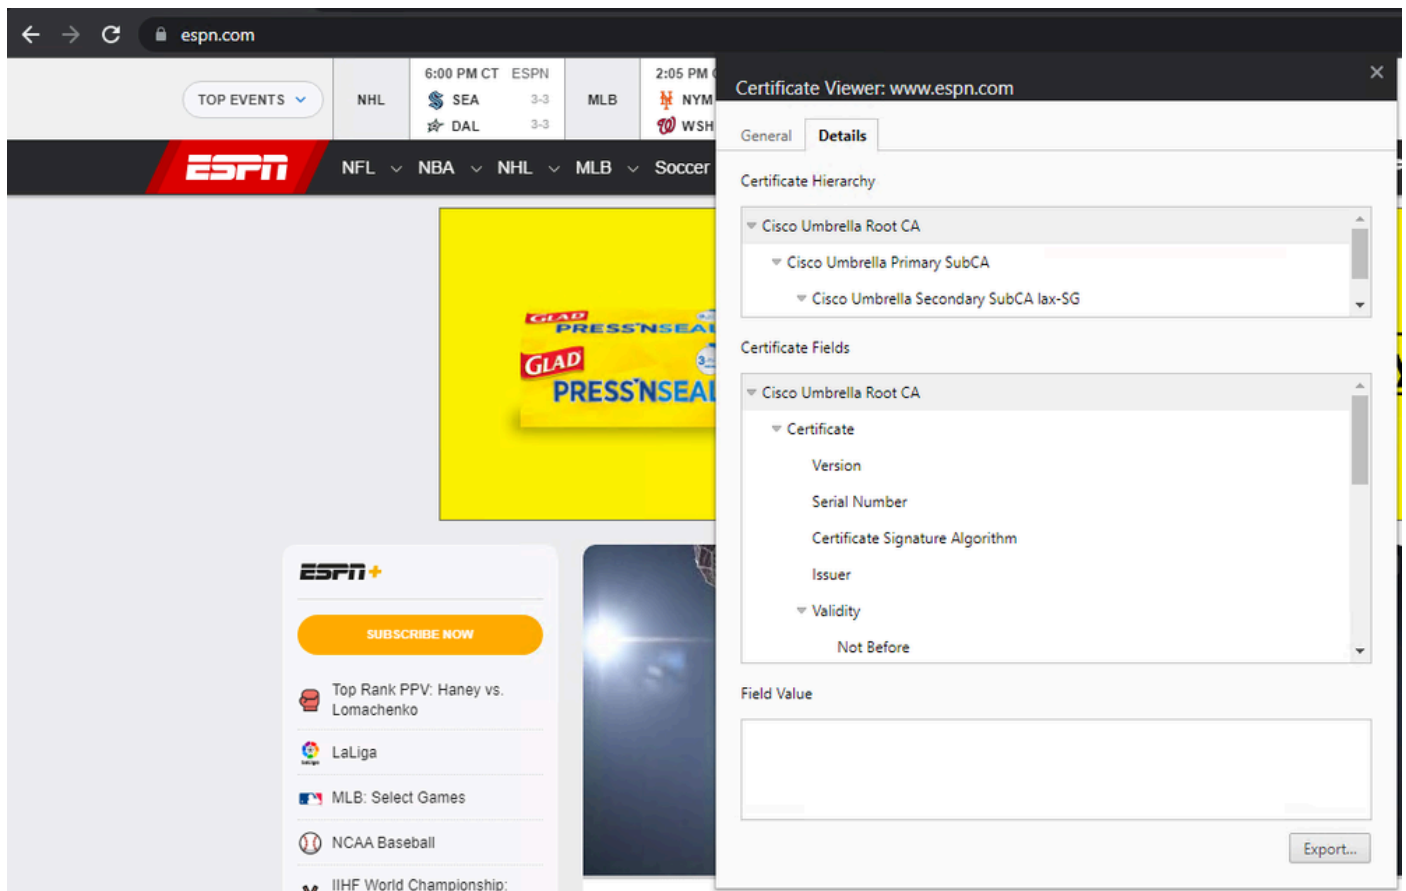 espn.com
TOP EVENTS
NHL
6:00 PM CT ESPN
SEA 3-3
DAL 3-3
MLB
2:05 PM
NYM
WSH
ESPN
NFL
NBA
NHL
MLB
Soccer
GLAD
PRESS'NSEAL
GLAD
PRESS'NSEAL
ESPN+
SUBSCRIBE NOW
Top Rank PPV: Haney vs.
Lomachenko
LaLiga
MLB: Select Games
NCAA Baseball
IIHF World Championship:
Certificate Viewer: www.espn.com
General
Details
Certificate Hierarchy
Cisco Umbrella Root CA
Cisco Umbrella Primary SubCA
Cisco Umbrella Secondary SubCA lax-SG
Certificate Fields
Cisco Umbrella Root CA
Certificate
Version
Serial Number
Certificate Signature Algorithm
Issuer
Validity
Not Before
Field Value
Export...